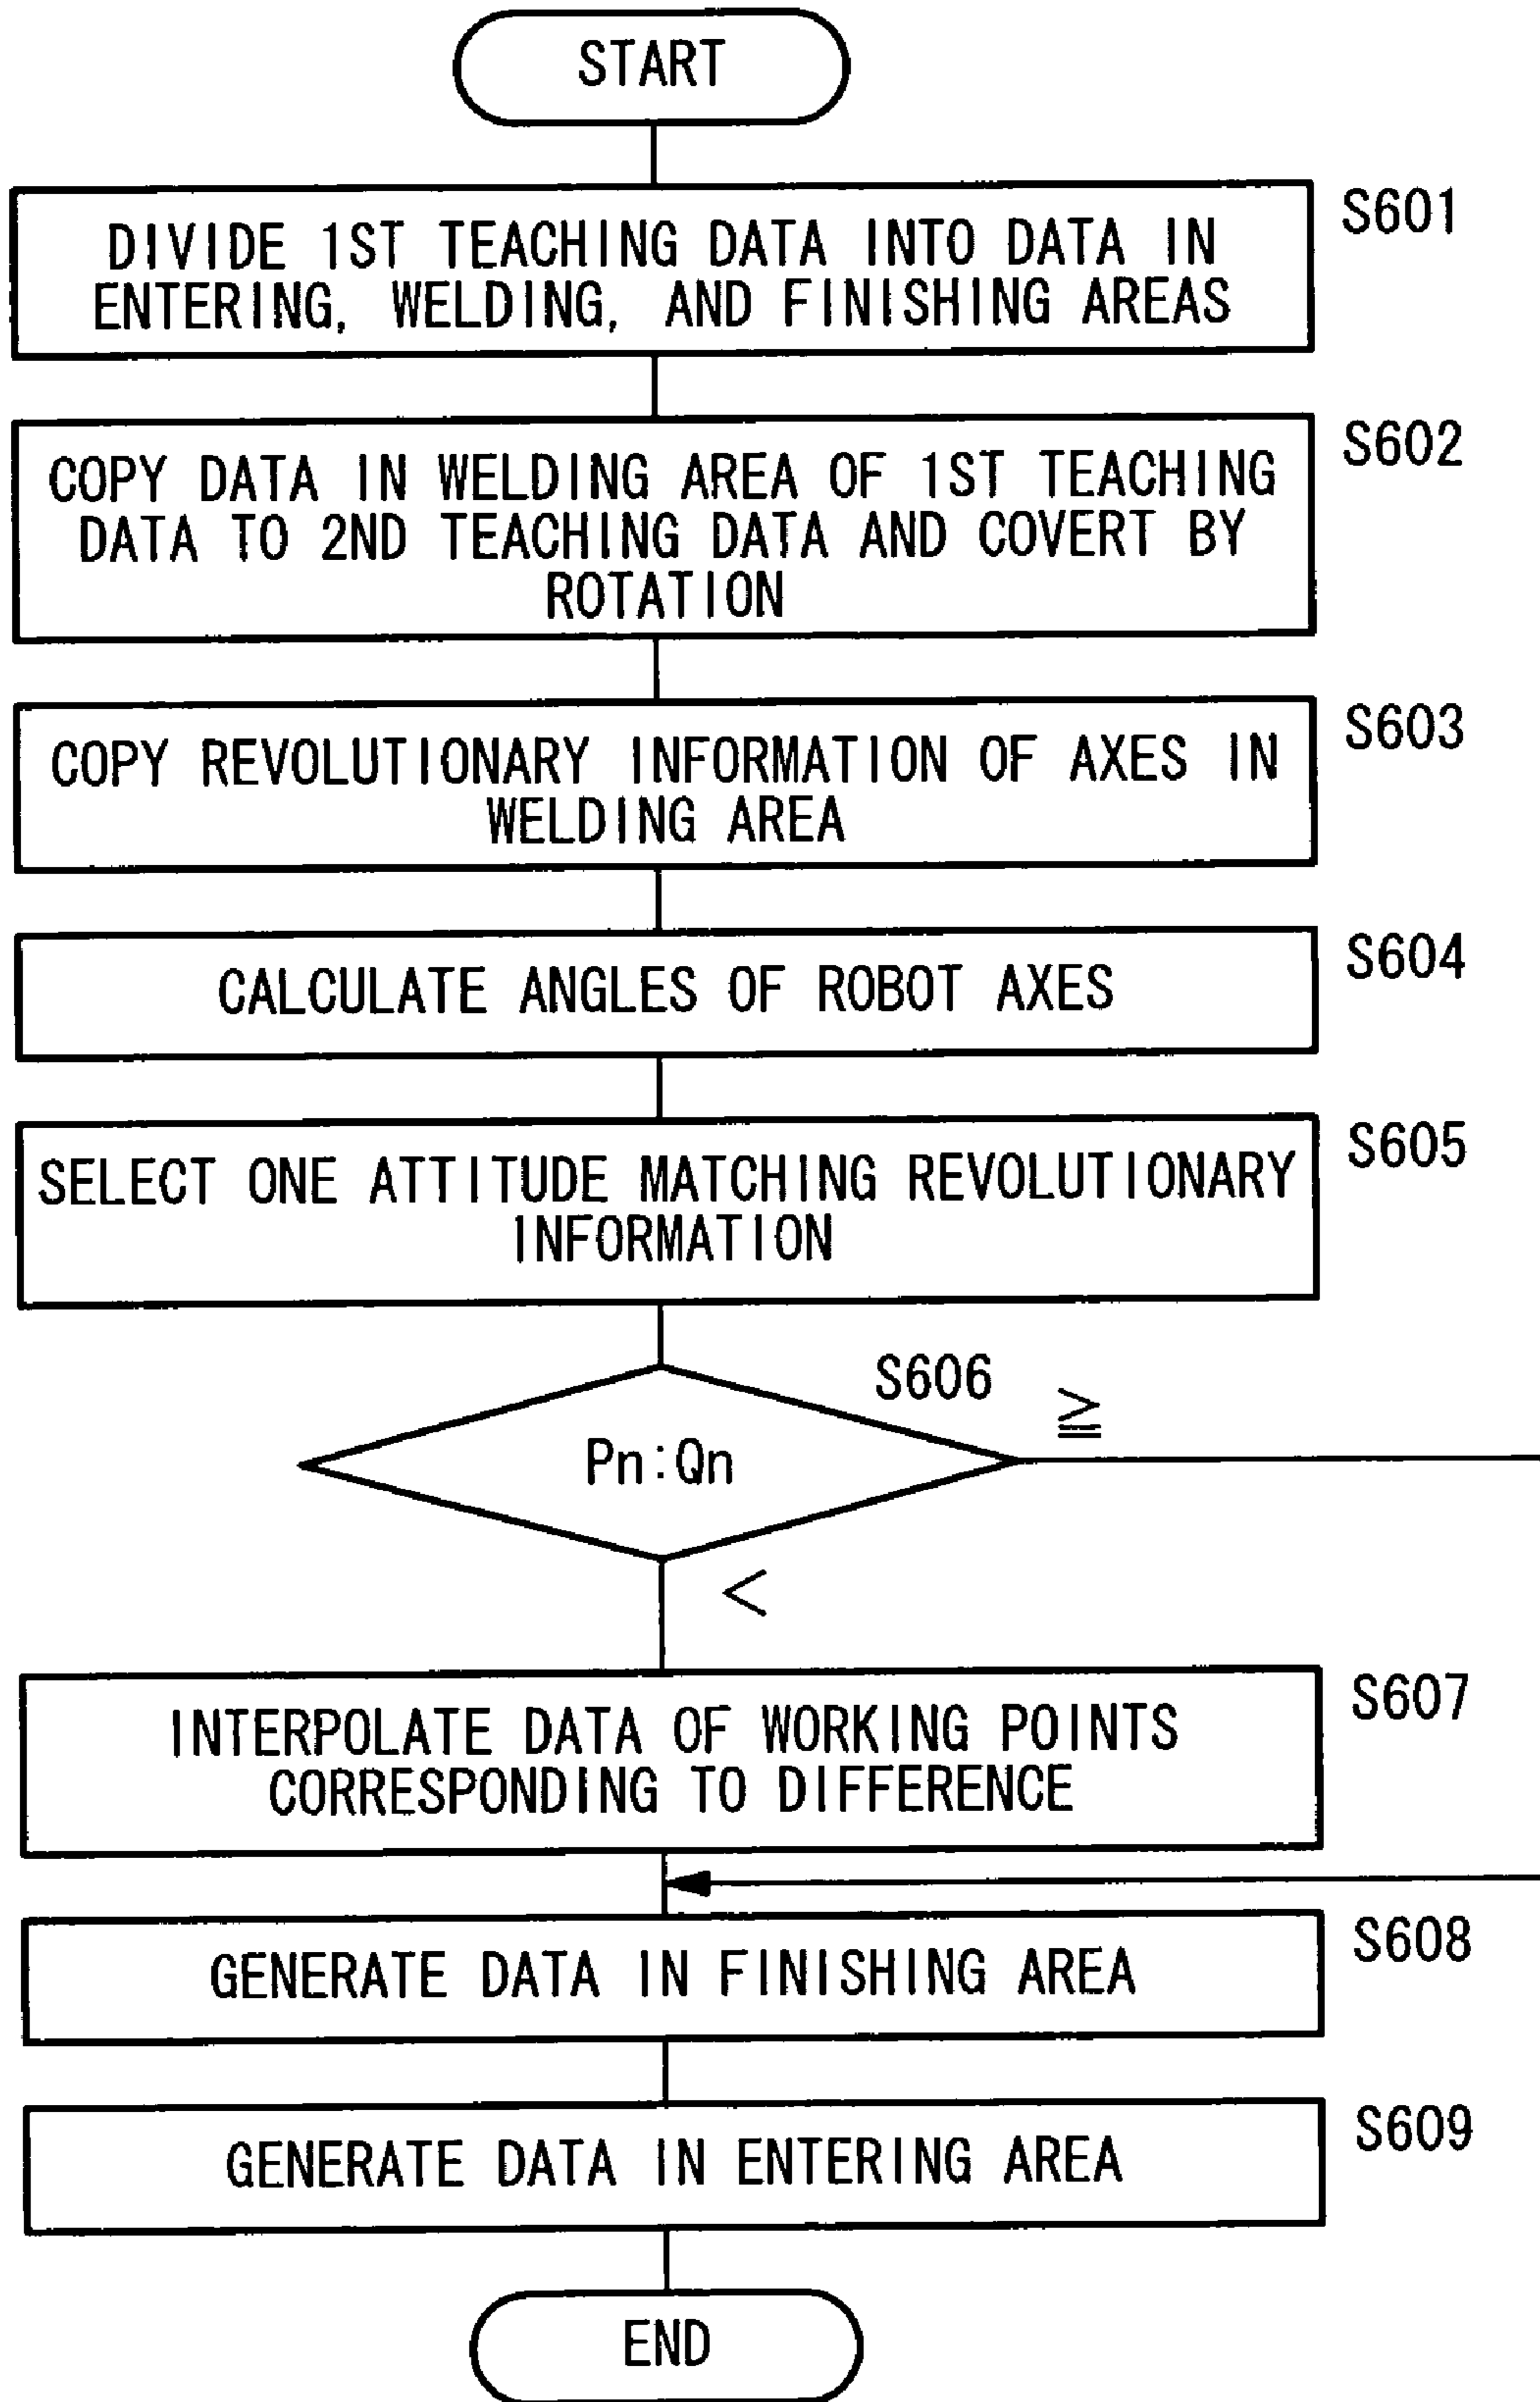 START
S601
DIVIDE 1ST TEACHING DATA INTO DATA IN
ENTERING, WELDING, AND FINISHING AREAS
S602
COPY DATA IN WELDING AREA OF 1ST TEACHING
DATA TO 2ND TEACHING DATA AND COVERT BY
ROTATION
S603
COPY REVOLUTIONARY INFORMATION OF AXES IN
WELDING AREA
S604
CALCULATE ANGLES OF ROBOT AXES
S605
SELECT ONE ATTITUDE MATCHING REVOLUTIONARY
INFORMATION
S606
≧
Pn:Qn
<
S607
INTERPOLATE DATA OF WORKING POINTS
CORRESPONDING TO DIFFERENCE
S608
GENERATE DATA IN FINISHING AREA
S609
GENERATE DATA IN ENTERING AREA
END